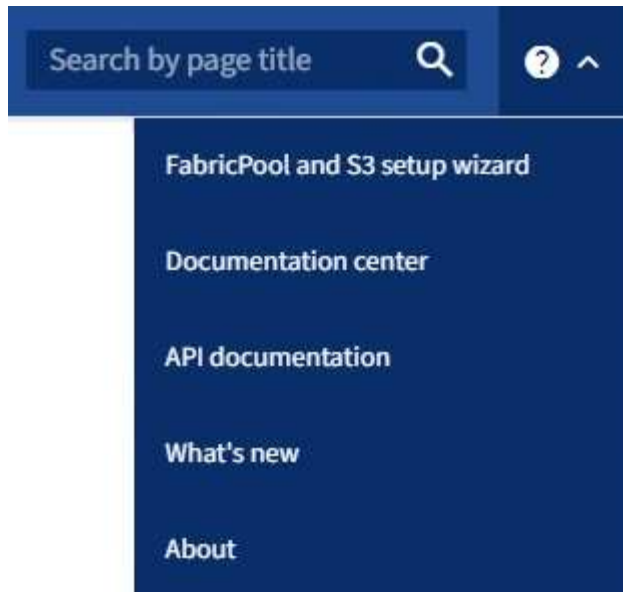 Search by page title
FabricPool and S3 setup wizard
Documentation center
API documentation
What's new
About